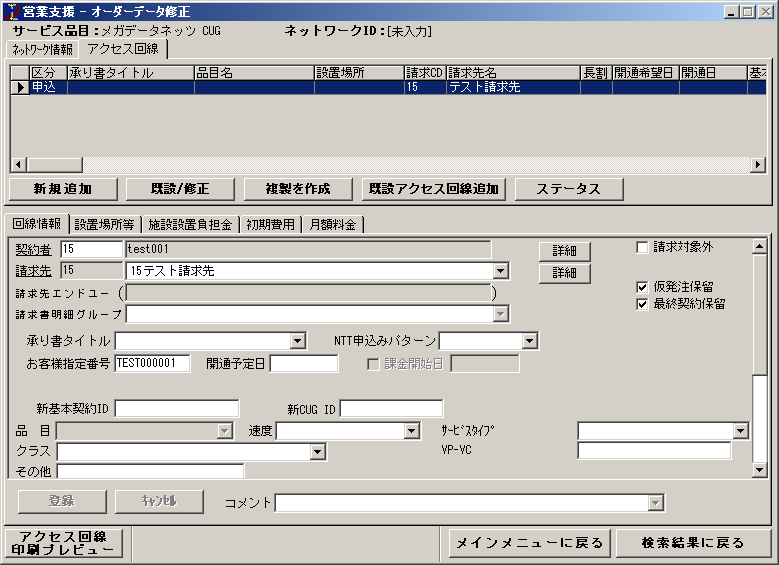 営業支援 - オーダーデータ修正
サービス品目：メガデータネッツ CUG ネットワークID：[未入力]
ﾈｯﾄﾜｰｸ情報 アクセス回線
区分 承り書タイトル 品目名 設置場所 請求CD 請求先名 長割 開通希望日 開通日 基本
申込 15 テスト請求先
新規追加 既設/修正 複製を作成 既設アクセス回線追加 ステータス
回線情報 設置場所等 施設設置負担金 初期費用 月額料金
契約者 15 test001 詳細 請求対象外
請求先 15 15テスト請求先 詳細
請求先エンドユー ( ) 仮発注保留
請求書明細グループ 最終契約保留
承り書タイトル NTT申込みパターン
お客様指定番号 TEST000001 開通予定日 課金開始日
新基本契約ID 新CUG ID
品 目 速度 ｻｰﾋﾞｽﾀｲﾌﾟ
クラス VP-VC
その他
登録 ｷｬﾝｾﾙ コメント
アクセス回線
印刷プレビュー メインメニューに戻る 検索結果に戻る